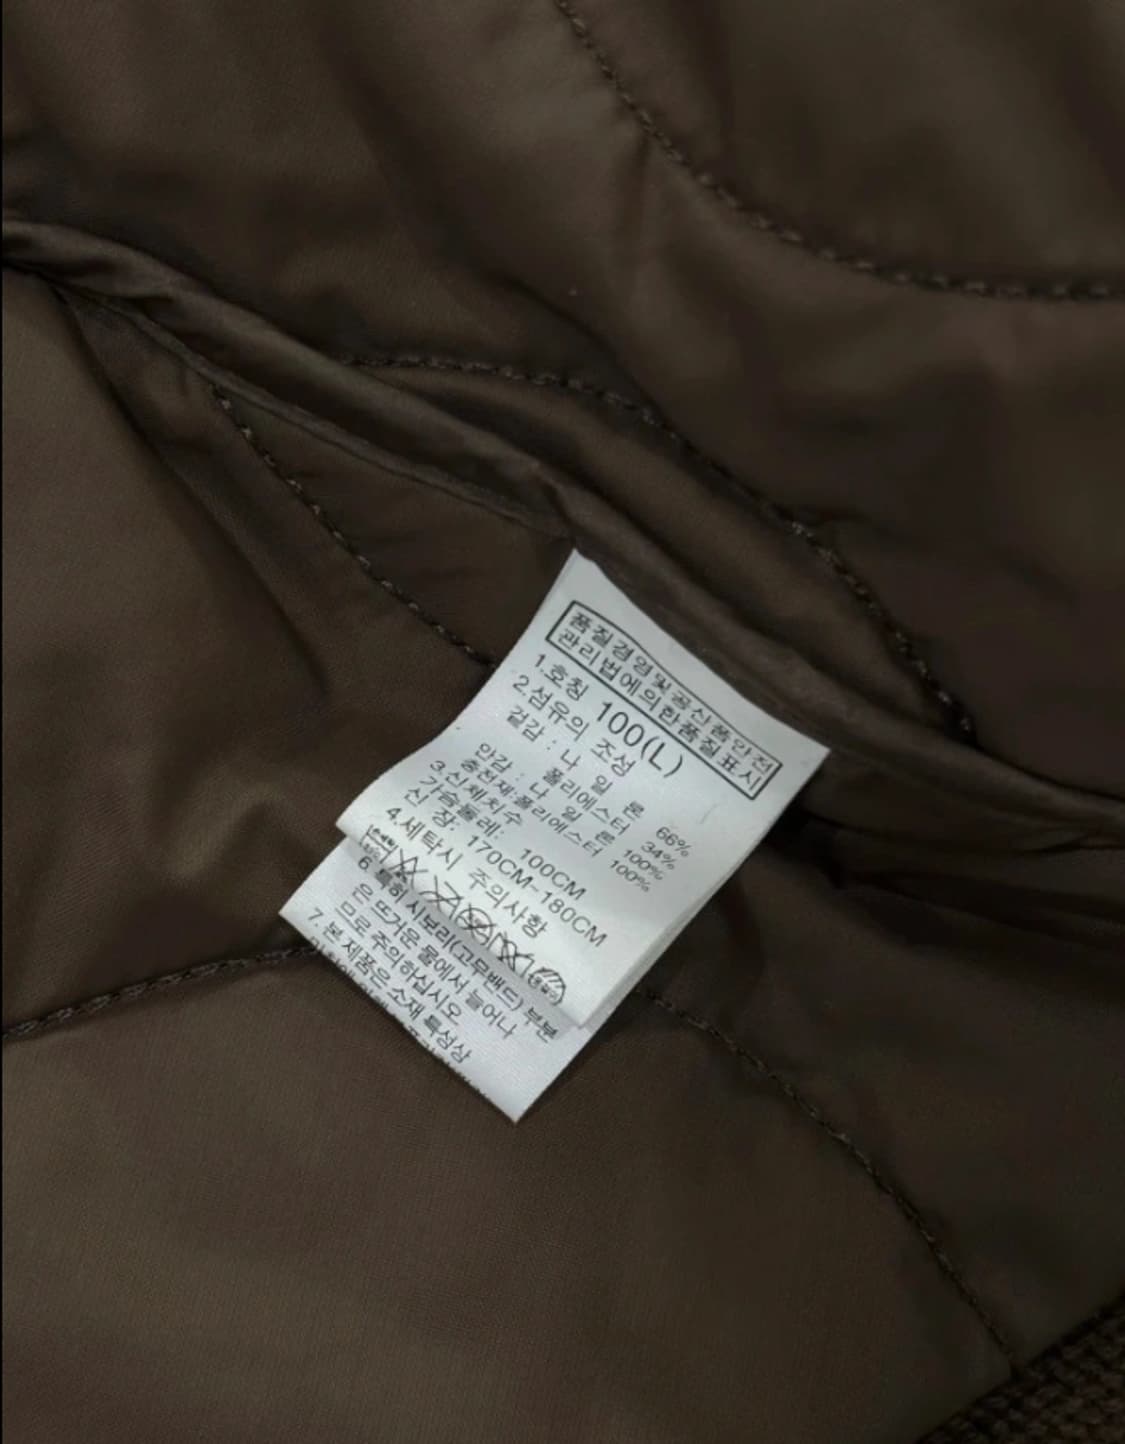 품질경영및공산품안전
관리법에의한품질표시
1.호칭 100(L)
2.섬유의 조성
겉감 : 나 일 론 66%
폴리에스터 34%
안감 : 나 일 론 100%
충전재:폴리에스터 100%
3.신체치수
가슴둘레: 100CM
신 장: 170CM-180CM
4.세탁시 주의사항
6. 특히 시보리(고무밴드) 부분
은 뜨거운 물에서 늘어나
므로 주의하십시오
7. 본 제품은 소재 특성상